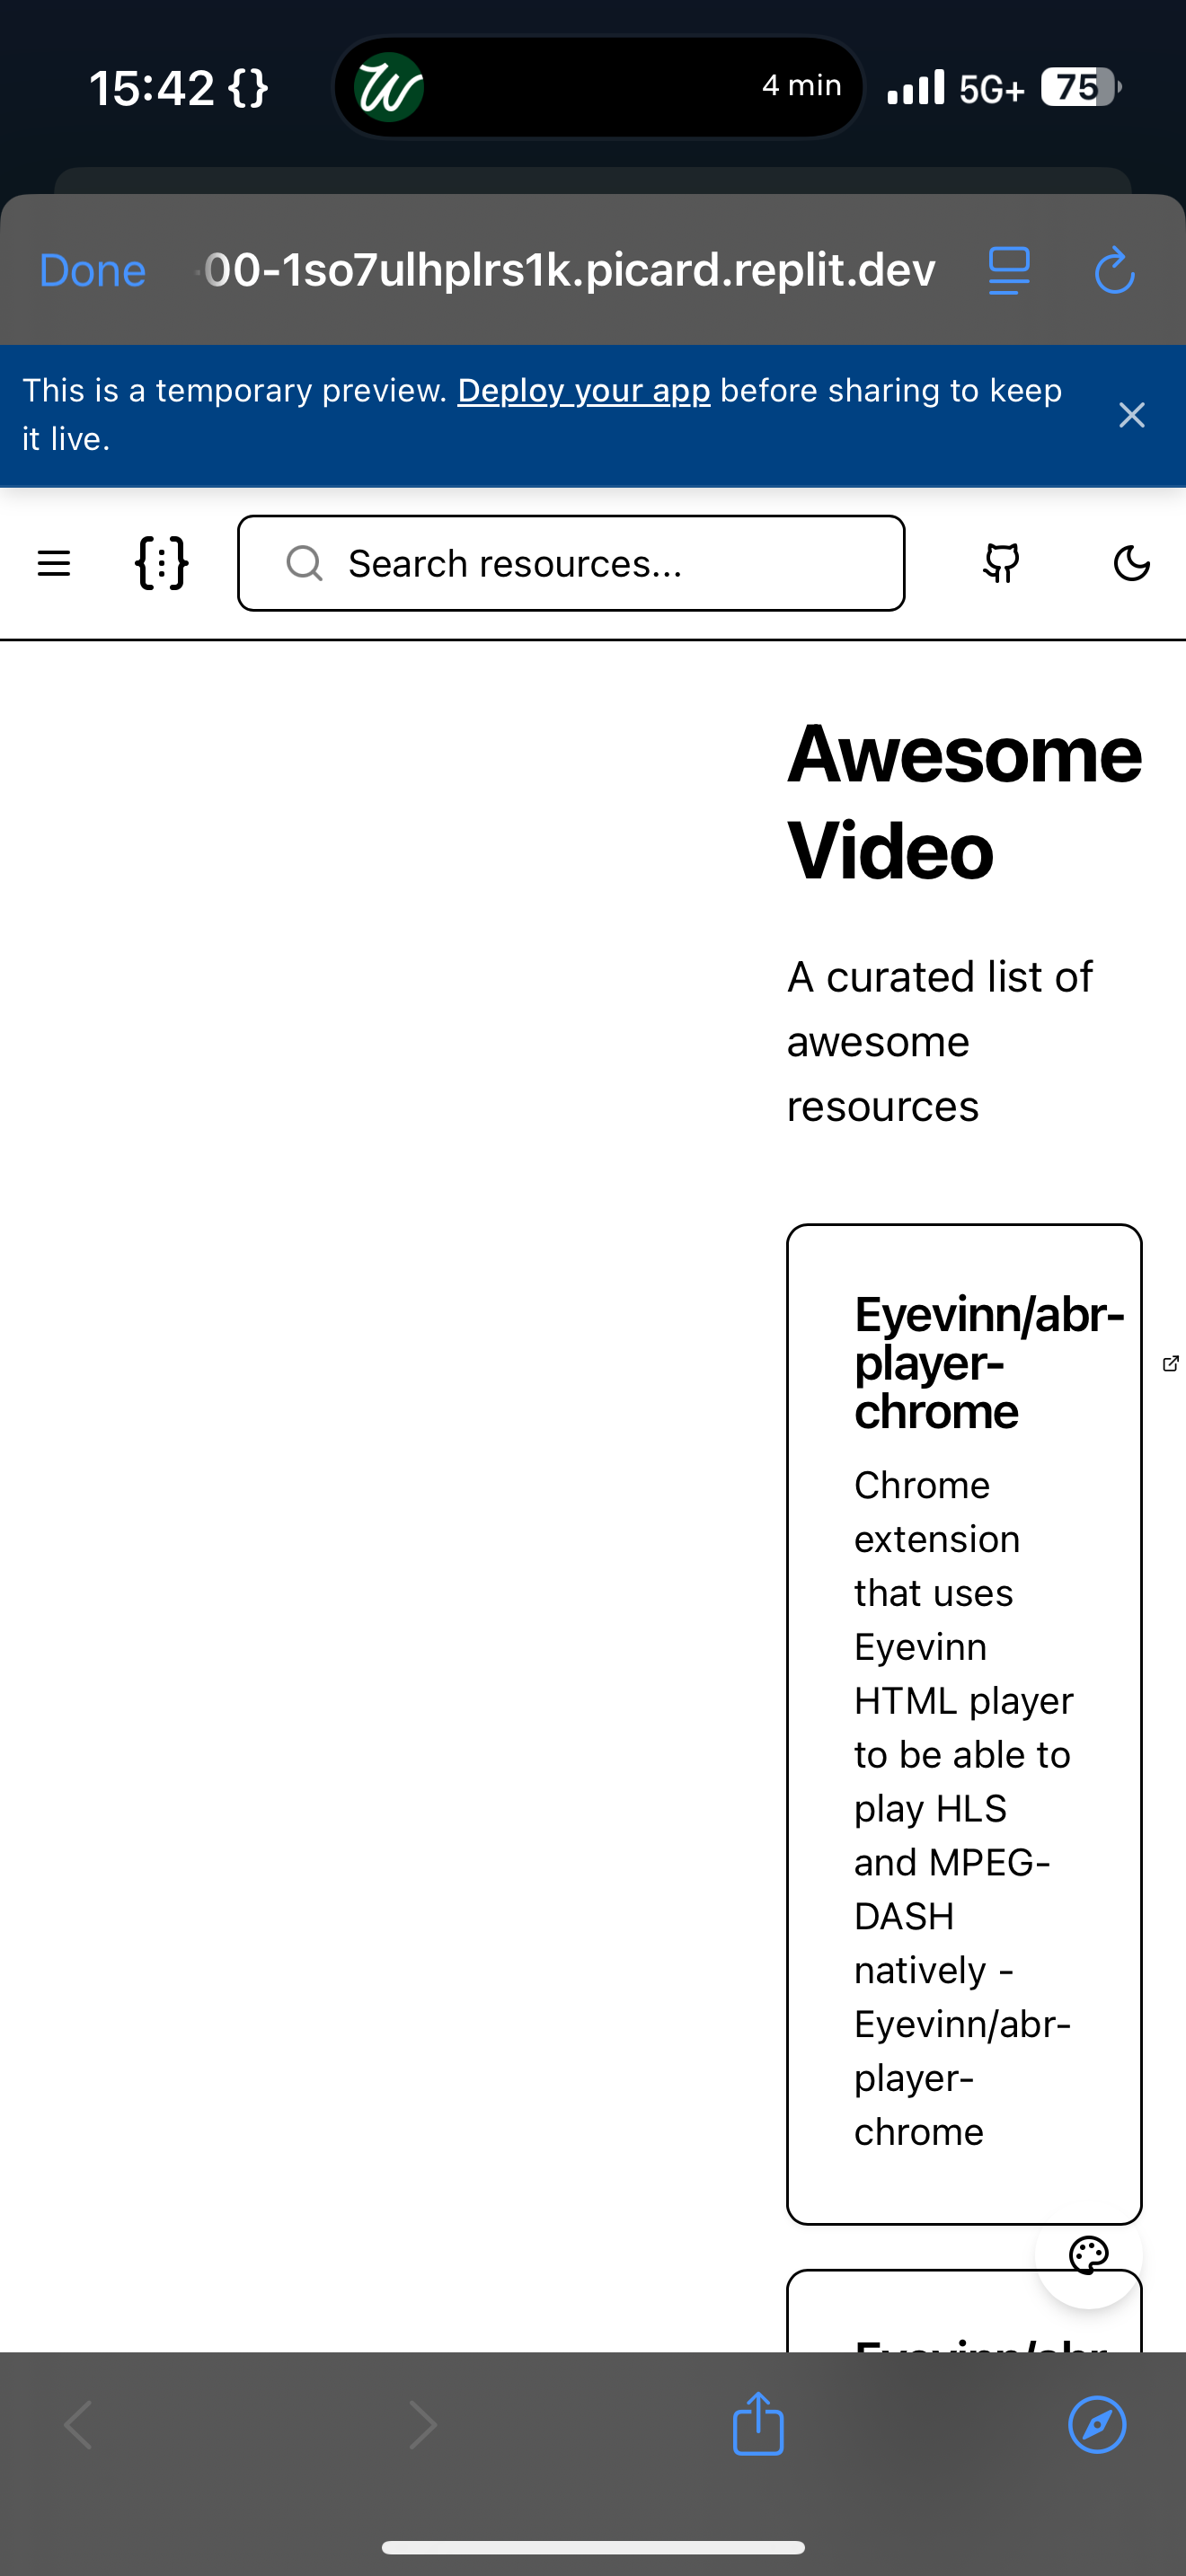 15:42 {}
4 min
5G+
75
Done
00-1so7ulhplrs1k.picard.replit.dev
This is a temporary preview. Deploy your app before sharing to keep
it live.
{:}
Search resources...
Awesome
Video
A curated list of
awesome
resources
Eyevinn/abr-
player-
chrome
Chrome
extension
that uses
Eyevinn
HTML player
to be able to
play HLS
and MPEG-
DASH
natively -
Eyevinn/abr-
player-
chrome
Eyevinn/abr-